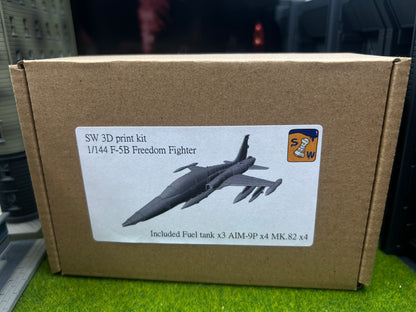 SW 3D print kit
1/144 F-5B Freedom Fighter
S
W
Included Fuel tank x3 AIM-9P x4 MK.82 x4